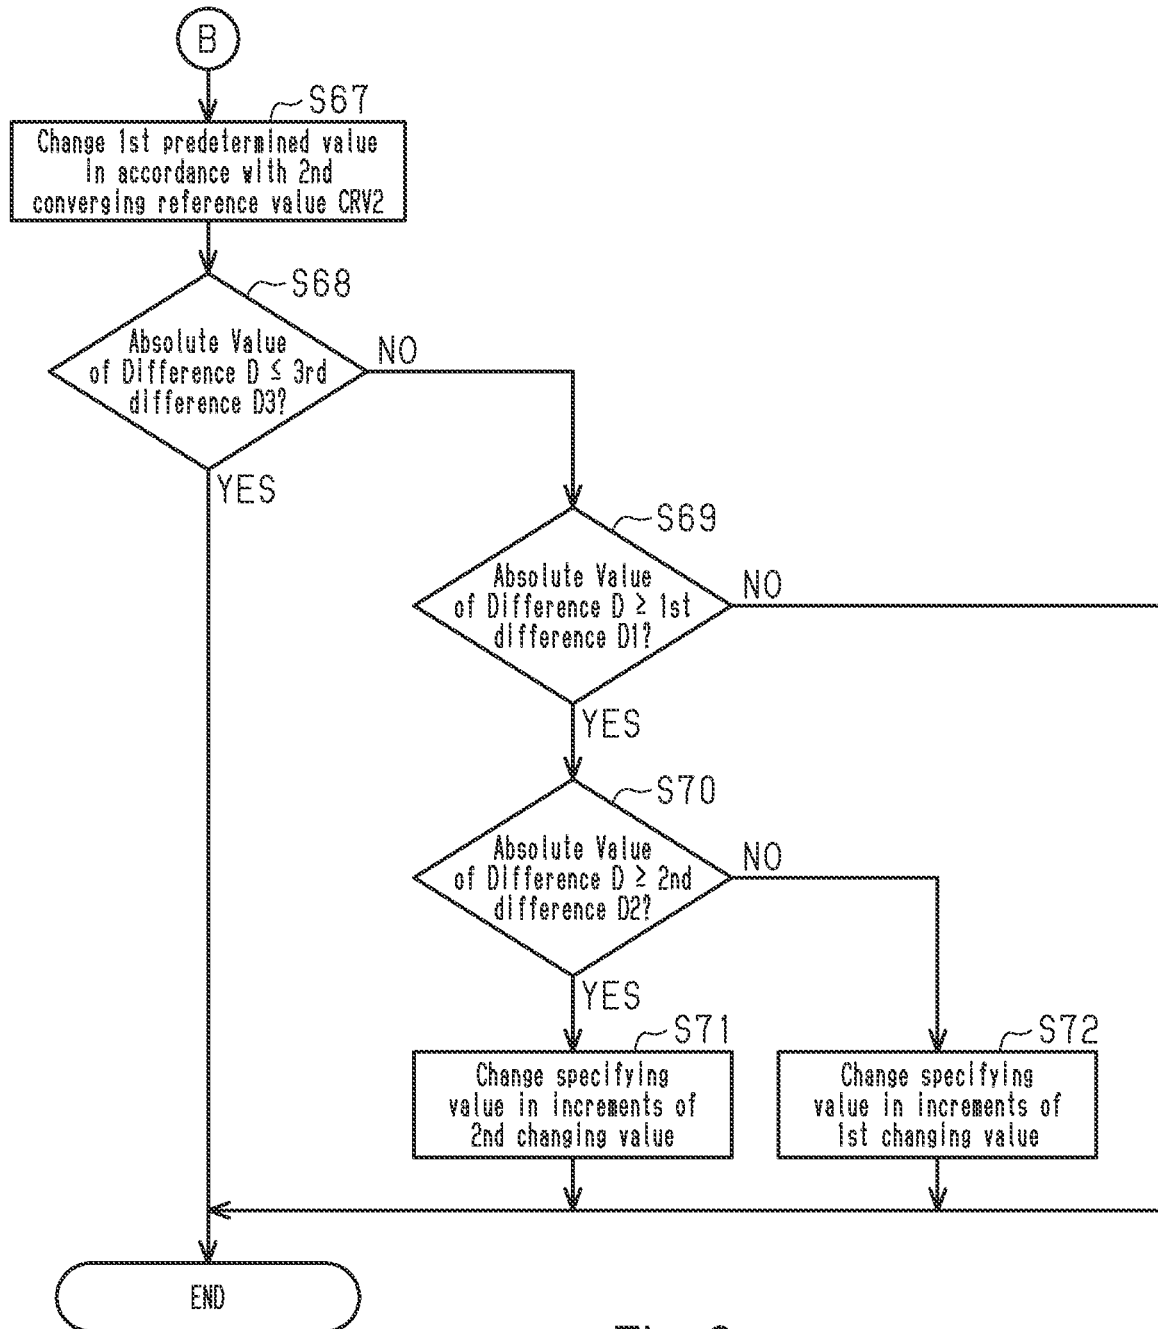 B
S67
Change 1st predetermined value
in accordance with 2nd
converging reference value CRV2
S68
Absolute Value
of Difference D ≤ 3rd
difference D3?
NO
YES
S69
Absolute Value
of Difference D ≥ 1st
difference D1?
NO
YES
S70
Absolute Value
of Difference D ≥ 2nd
difference D2?
NO
YES
S71
Change specifying
value in increments of
2nd changing value
S72
Change specifying
value in increments of
1st changing value
END